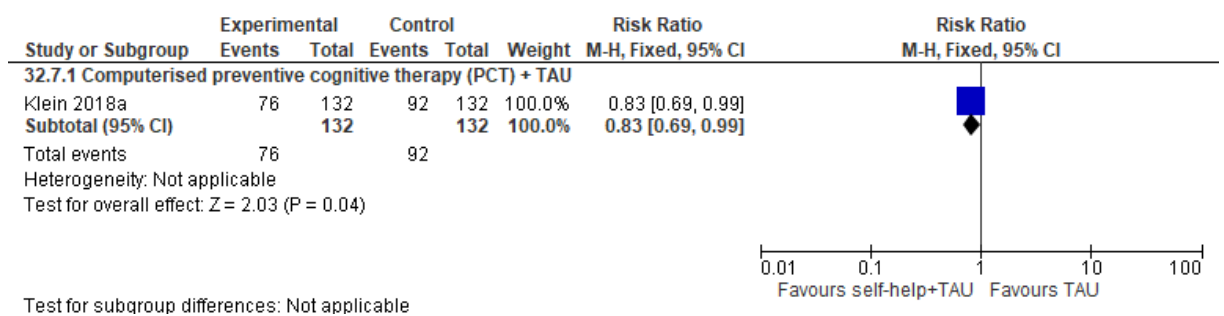 Experimental Control Risk Ratio Risk Ratio
Study or Subgroup Events Total Events Total Weight M-H, Fixed, 95% CI M-H, Fixed, 95% CI
32.7.1 Computerised preventive cognitive therapy (PCT) + TAU
Klein 2018a 76 132 92 132 100.0% 0.83 [0.69, 0.99]
Subtotal (95% CI) 132 132 100.0% 0.83 [0.69, 0.99]
Total events 76 92
Heterogeneity: Not applicable
Test for overall effect: Z = 2.03 (P = 0.04)
0.01 0.1 1 10 100
Favours self-help+TAU Favours TAU
Test for subgroup differences: Not applicable